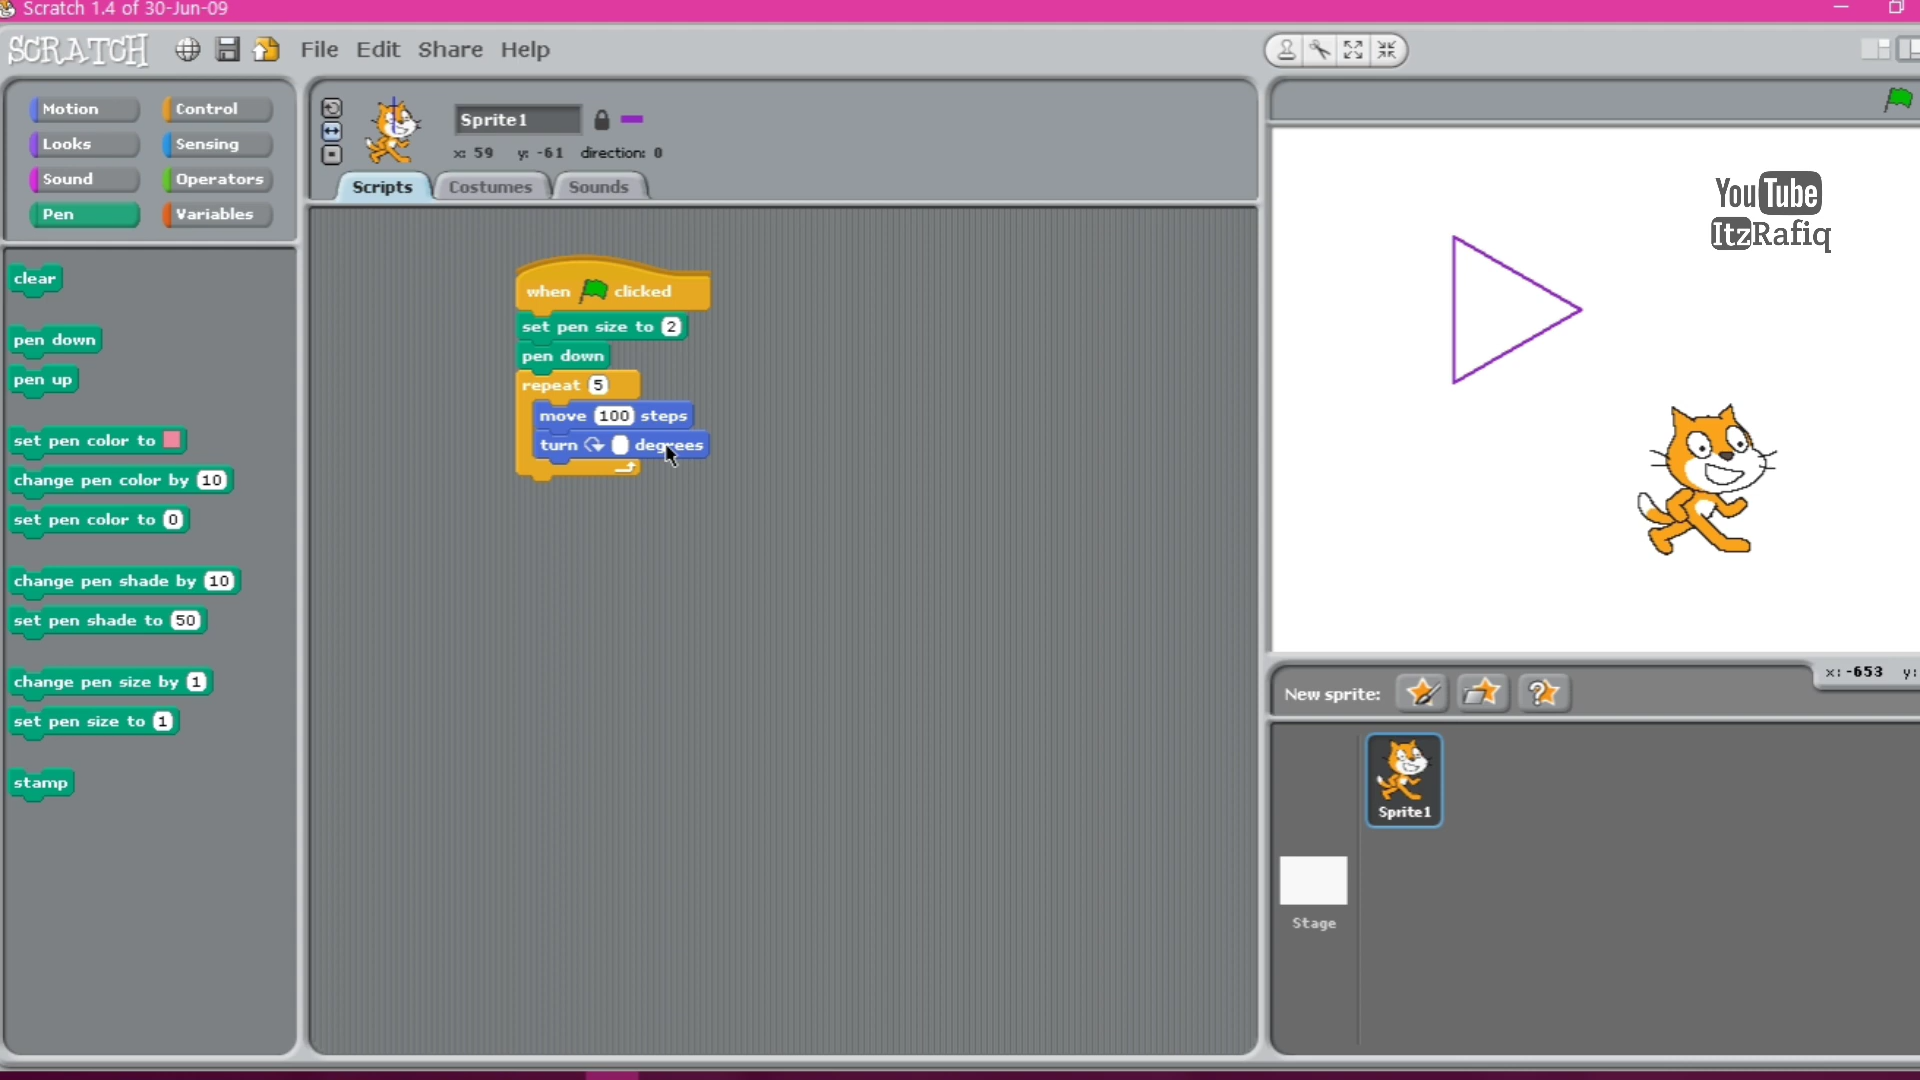 Scratch 1.4 of 30-Jun-09
SCRATCH File Edit Share Help
Motion Control
Looks Sensing
Sound Operators
Pen Variables
clear
pen down
pen up
set pen color to
change pen color by 10
set pen color to 0
change pen shade by 10
set pen shade to 50
change pen size by 1
set pen size to 1
stamp
Sprite1
x: 59 y: -61 direction: 0
Scripts Costumes Sounds
when clicked
set pen size to 2
pen down
repeat 5
move 100 steps
turn degrees
YouTube
ItzRafiq
x: -653 y:
New sprite:
Sprite1
Stage